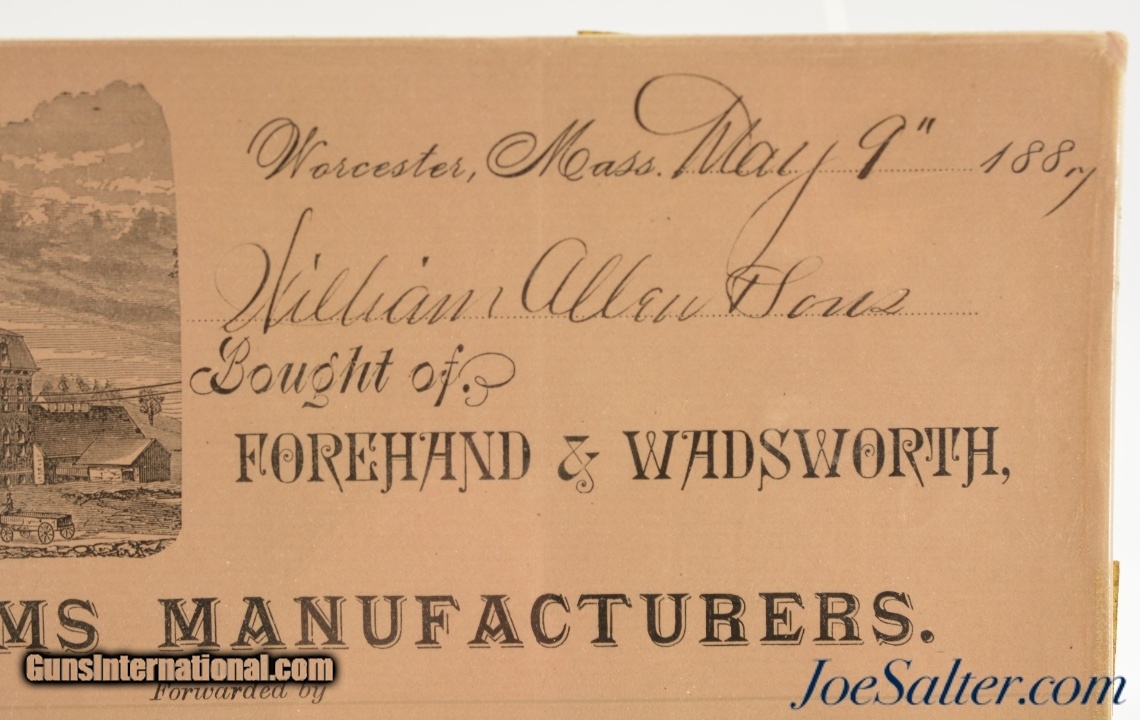 Worcester, Mass. May 9" 1887
William Allen & Sons
Bought of.
FOREHAND & WADSWORTH,
MS MANUFACTURERS.
Forwarded by
GunsInternational.com
JoeSalter.com